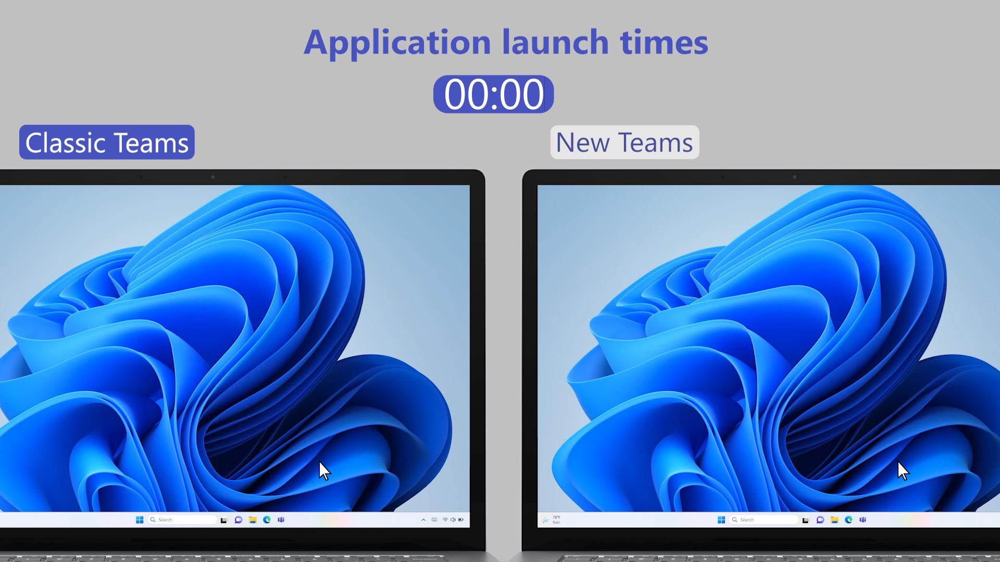 Application launch times
00:00
Classic Teams
New Teams
Search
78°F
Rain
Search